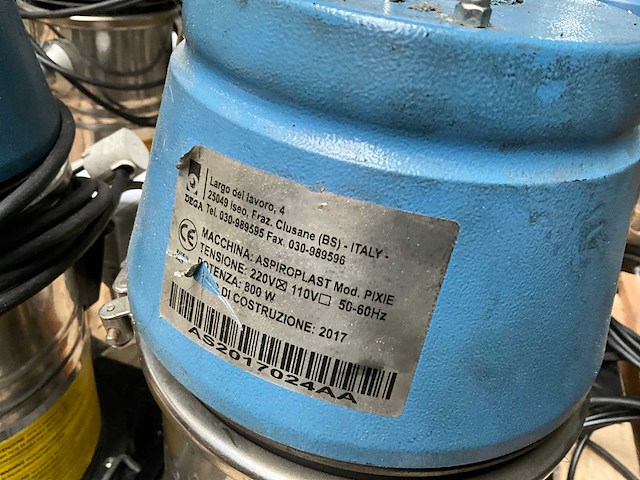 DEGA
Largo del lavoro, 4
25049 Iseo, Fraz. Clusane (BS) - ITALY -
Tel. 030-989595 Fax. 030-989596
CE
MACCHINA: ASPIROPLAST Mod. PIXIE
TENSIONE: 220V☒ 110V☐ 50-60Hz
POTENZA: 800 W
DI COSTRUZIONE: 2017
AS2017024AA